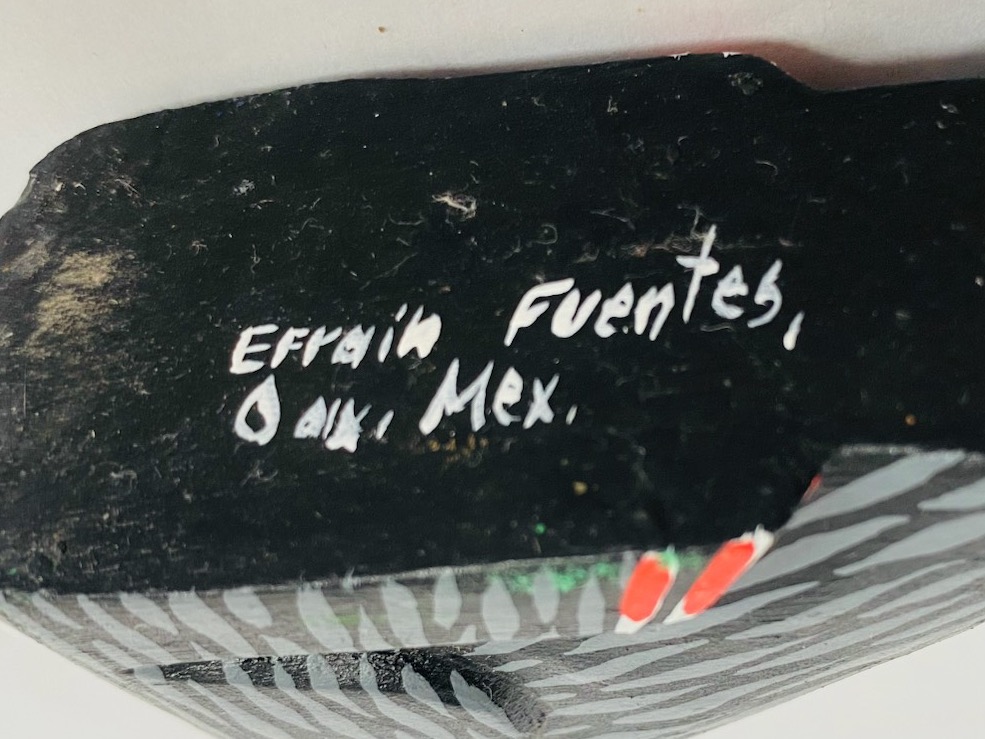 Efrain Fuentes,
Oax. Mex.